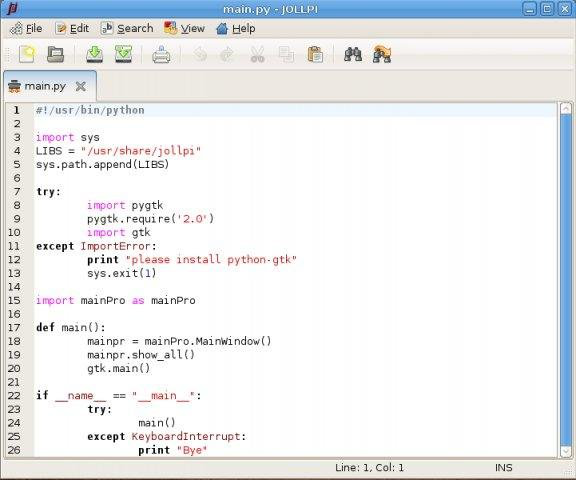 main.py - JOLLPI
File Edit Search View Help
main.py
1 #!/usr/bin/python
2
3 import sys
4 LIBS = "/usr/share/jollpi"
5 sys.path.append(LIBS)
6
7 try:
8 import pygtk
9 pygtk.require('2.0')
10 import gtk
11 except ImportError:
12 print "please install python-gtk"
13 sys.exit(1)
14
15 import mainPro as mainPro
16
17 def main():
18 mainpr = mainPro.MainWindow()
19 mainpr.show_all()
20 gtk.main()
21
22 if __name__ == "__main__":
23 try:
24 main()
25 except KeyboardInterrupt:
26 print "Bye"
Line: 1, Col: 1 INS